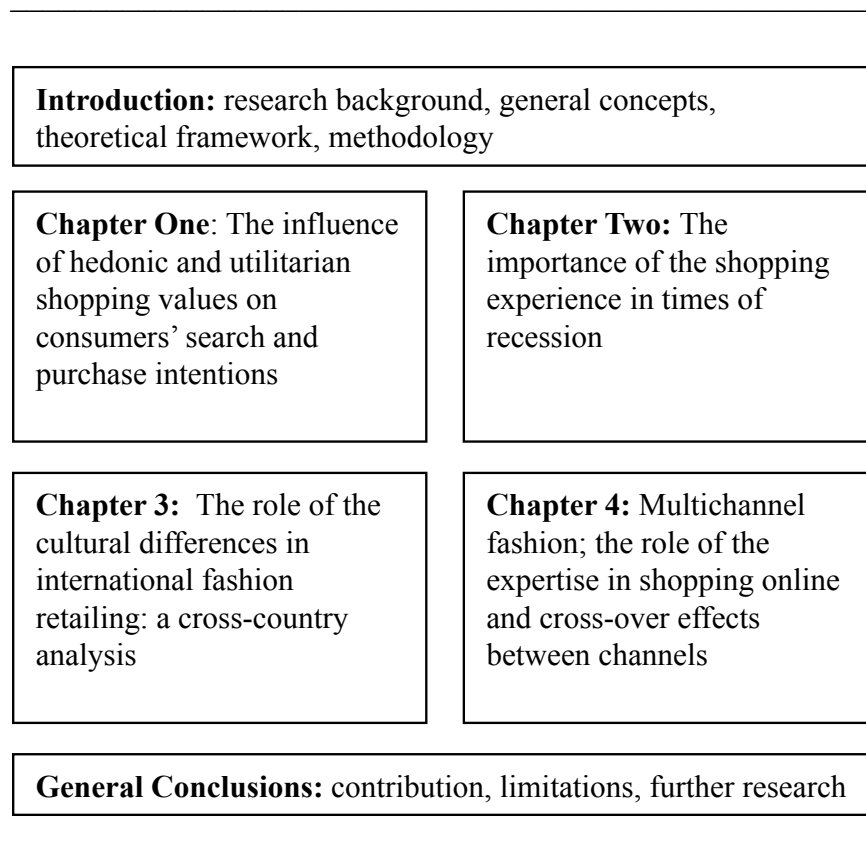 Introduction: research background, general concepts,
theoretical framework, methodology
Chapter One: The influence
of hedonic and utilitarian
shopping values on
consumers’ search and
purchase intentions
Chapter Two: The
importance of the shopping
experience in times of
recession
Chapter 3:  The role of the
cultural differences in
international fashion
retailing: a cross-country
analysis
Chapter 4: Multichannel
fashion; the role of the
expertise in shopping online
and cross-over effects
between channels
General Conclusions: contribution, limitations, further research